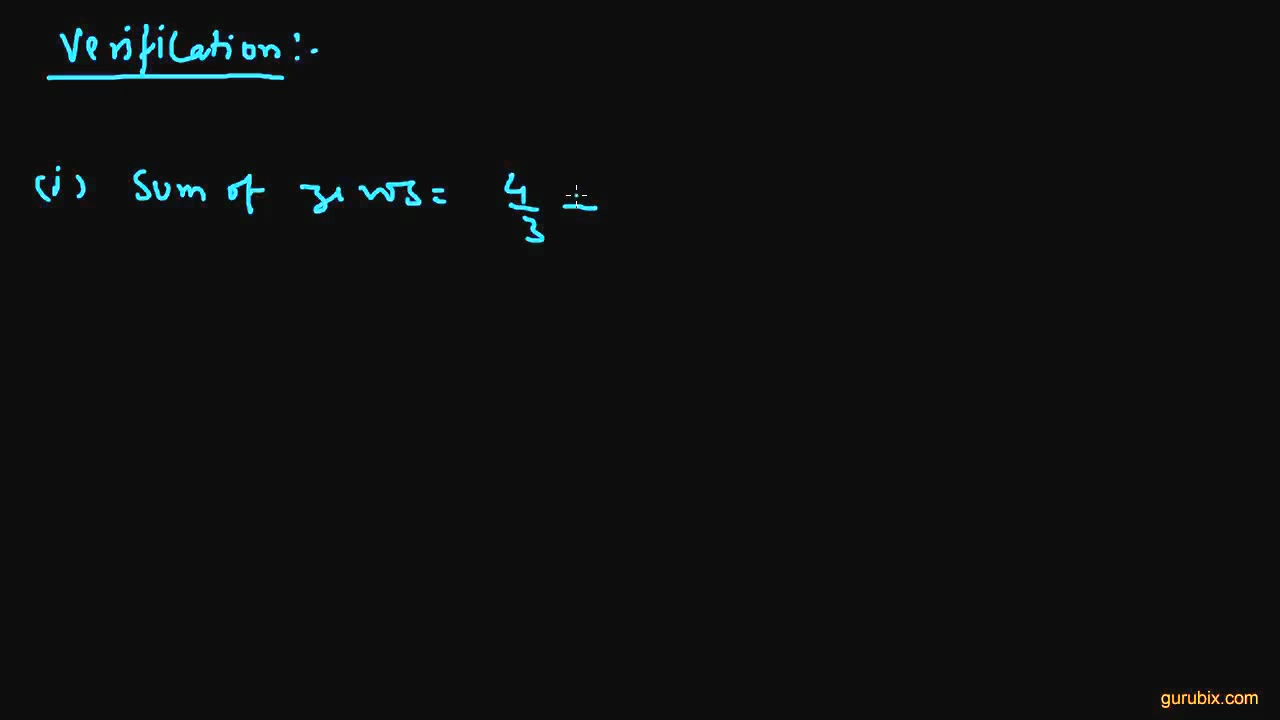 Verification:-
(i) Sum of zeros = 4/3 -
gurubix.com